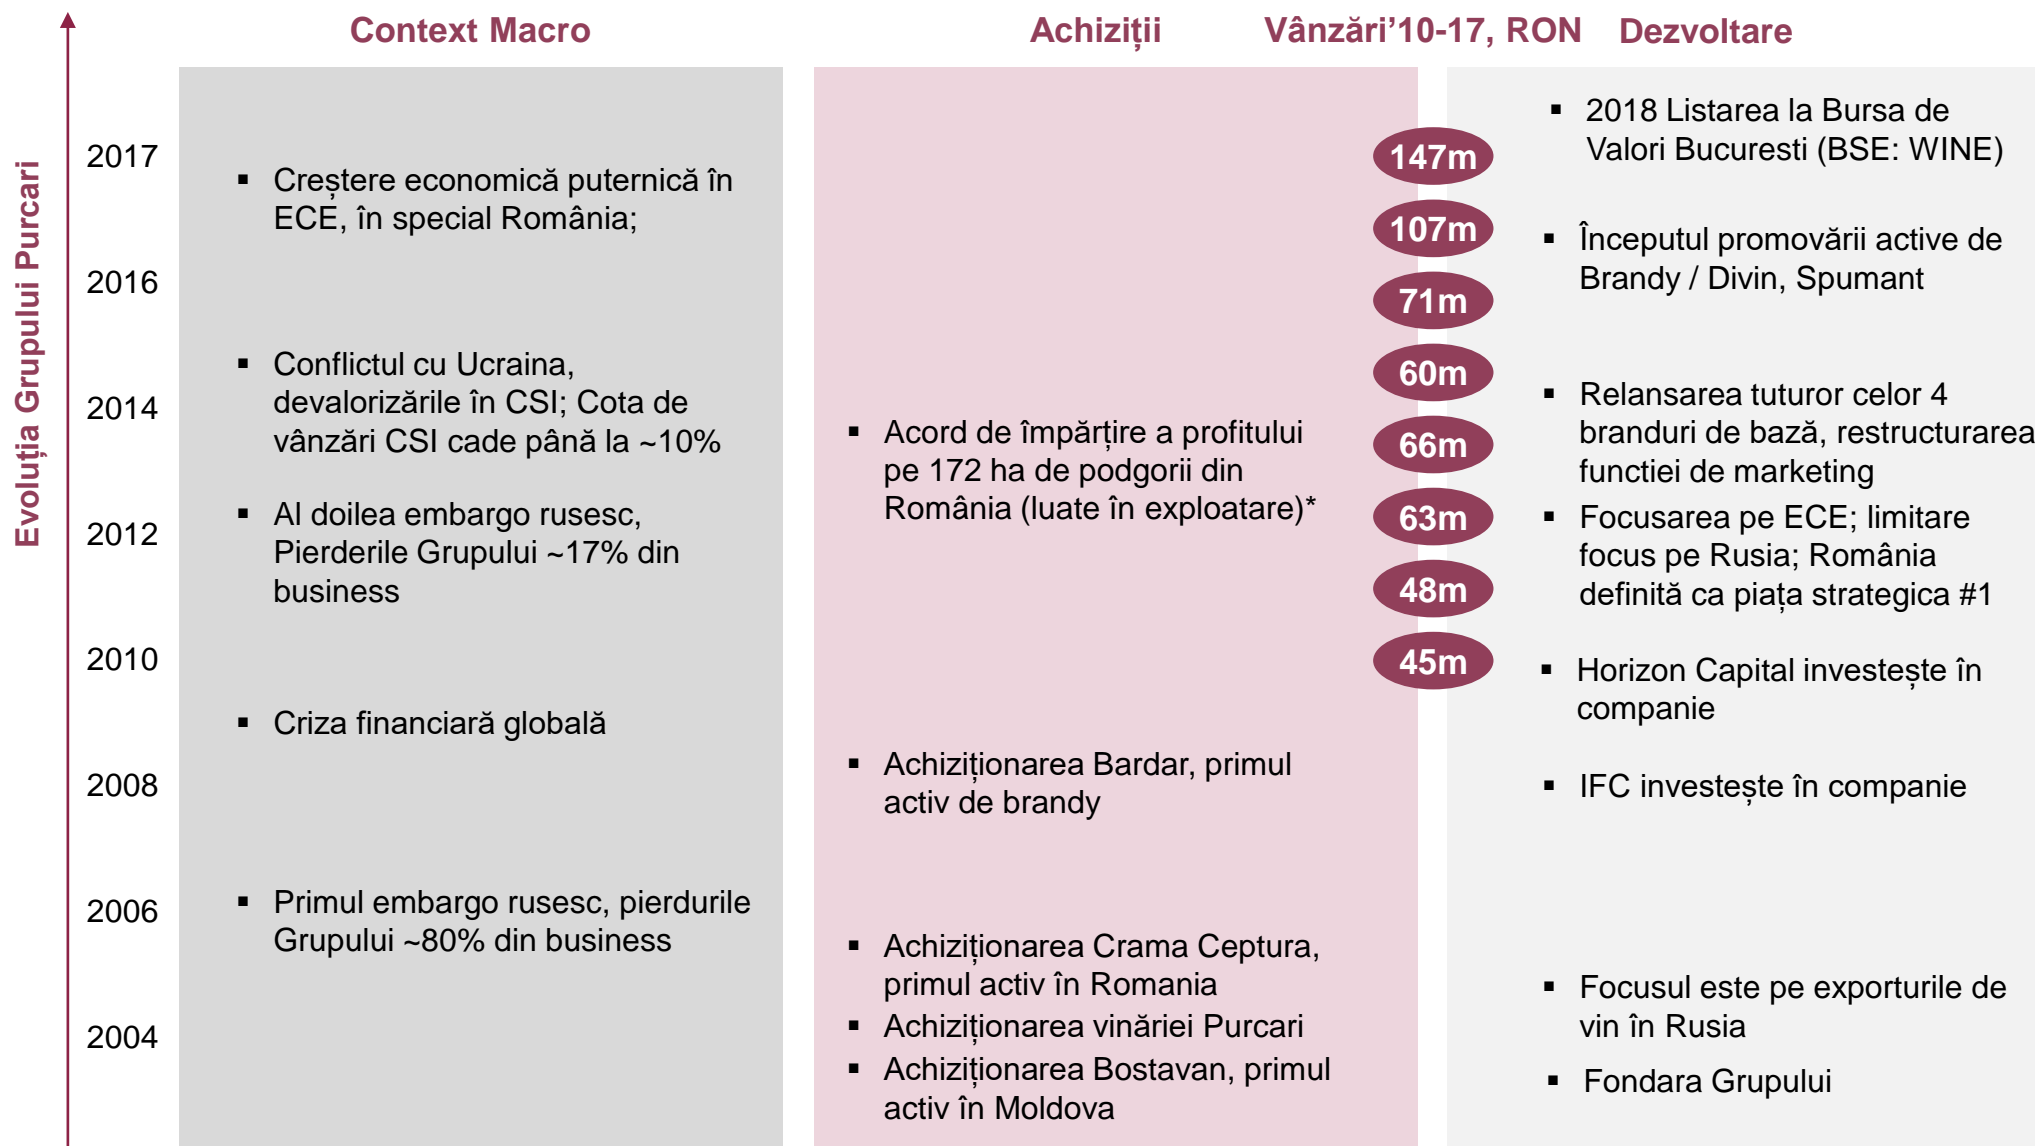 Context Macro
Achiziții
Vânzări’10-17, RON
Dezvoltare
Evoluția Grupului Purcari
2017
2016
2014
2012
2010
2008
2006
2004
▪ Creștere economică puternică în
ECE, în special România;
▪ Conflictul cu Ucraina,
devalorizările în CSI; Cota de
vânzări CSI cade până la ~10%
▪ Al doilea embargo rusesc,
Pierderile Grupului ~17% din
business
▪ Criza financiară globală
▪ Primul embargo rusesc, pierdurile
Grupului ~80% din business
▪ Acord de împărțire a profitului
pe 172 ha de podgorii din
România (luate în exploatare)*
▪ Achiziționarea Bardar, primul
activ de brandy
▪ Achiziționarea Crama Ceptura,
primul activ în Romania
▪ Achiziționarea vinăriei Purcari
▪ Achiziționarea Bostavan, primul
activ în Moldova
147m
107m
71m
60m
66m
63m
48m
45m
▪ 2018 Listarea la Bursa de
Valori Bucuresti (BSE: WINE)
▪ Începutul promovării active de
Brandy / Divin, Spumant
▪ Relansarea tuturor celor 4
branduri de bază, restructurarea
functiei de marketing
▪ Focusarea pe ECE; limitare
focus pe Rusia; România
definită ca piața strategica #1
▪ Horizon Capital investește în
companie
▪ IFC investește în companie
▪ Focusul este pe exporturile de
vin în Rusia
▪ Fondara Grupului